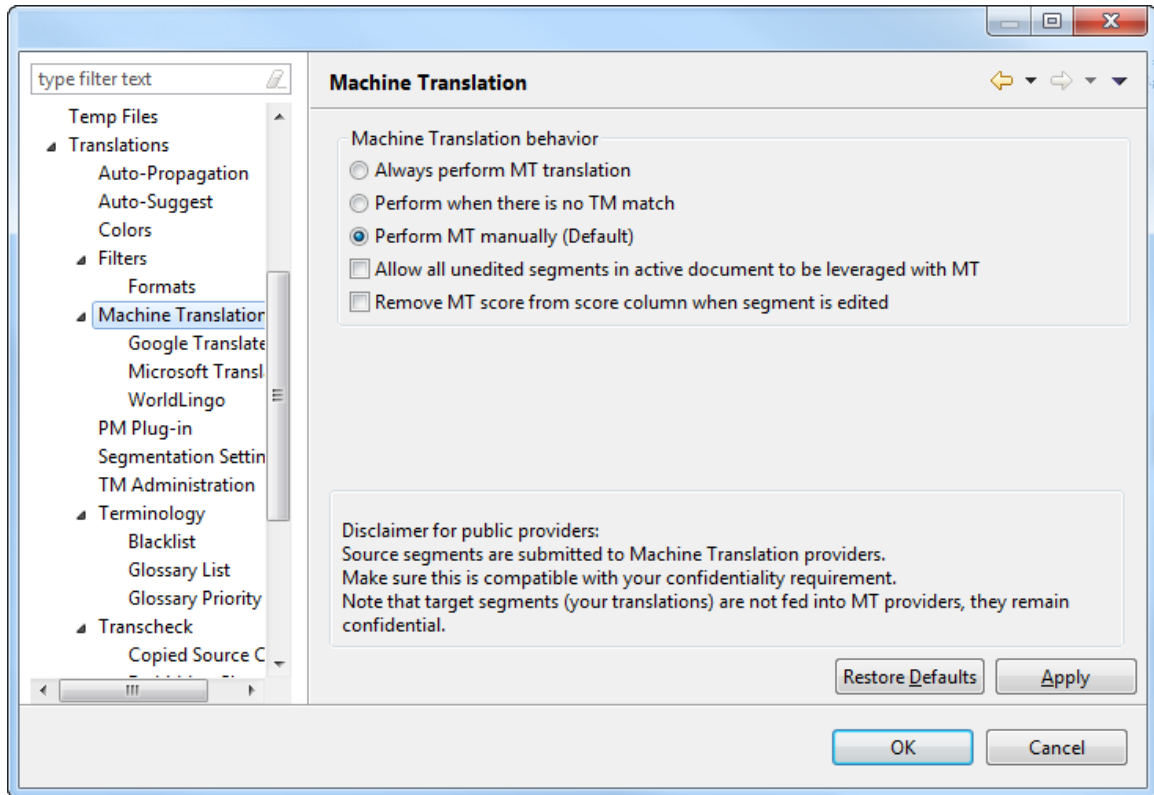 type filter text
Temp Files
Translations
Auto-Propagation
Auto-Suggest
Colors
Filters
Formats
Machine Translation
Google Translate
Microsoft Transl
WorldLingo
PM Plug-in
Segmentation Settin
TM Administration
Terminology
Blacklist
Glossary List
Glossary Priority
Transcheck
Copied Source C
Machine Translation
Machine Translation behavior
Always perform MT translation
Perform when there is no TM match
Perform MT manually (Default)
Allow all unedited segments in active document to be leveraged with MT
Remove MT score from score column when segment is edited
Disclaimer for public providers:
Source segments are submitted to Machine Translation providers.
Make sure this is compatible with your confidentiality requirement.
Note that target segments (your translations) are not fed into MT providers, they remain
confidential.
Restore Defaults
Apply
OK
Cancel